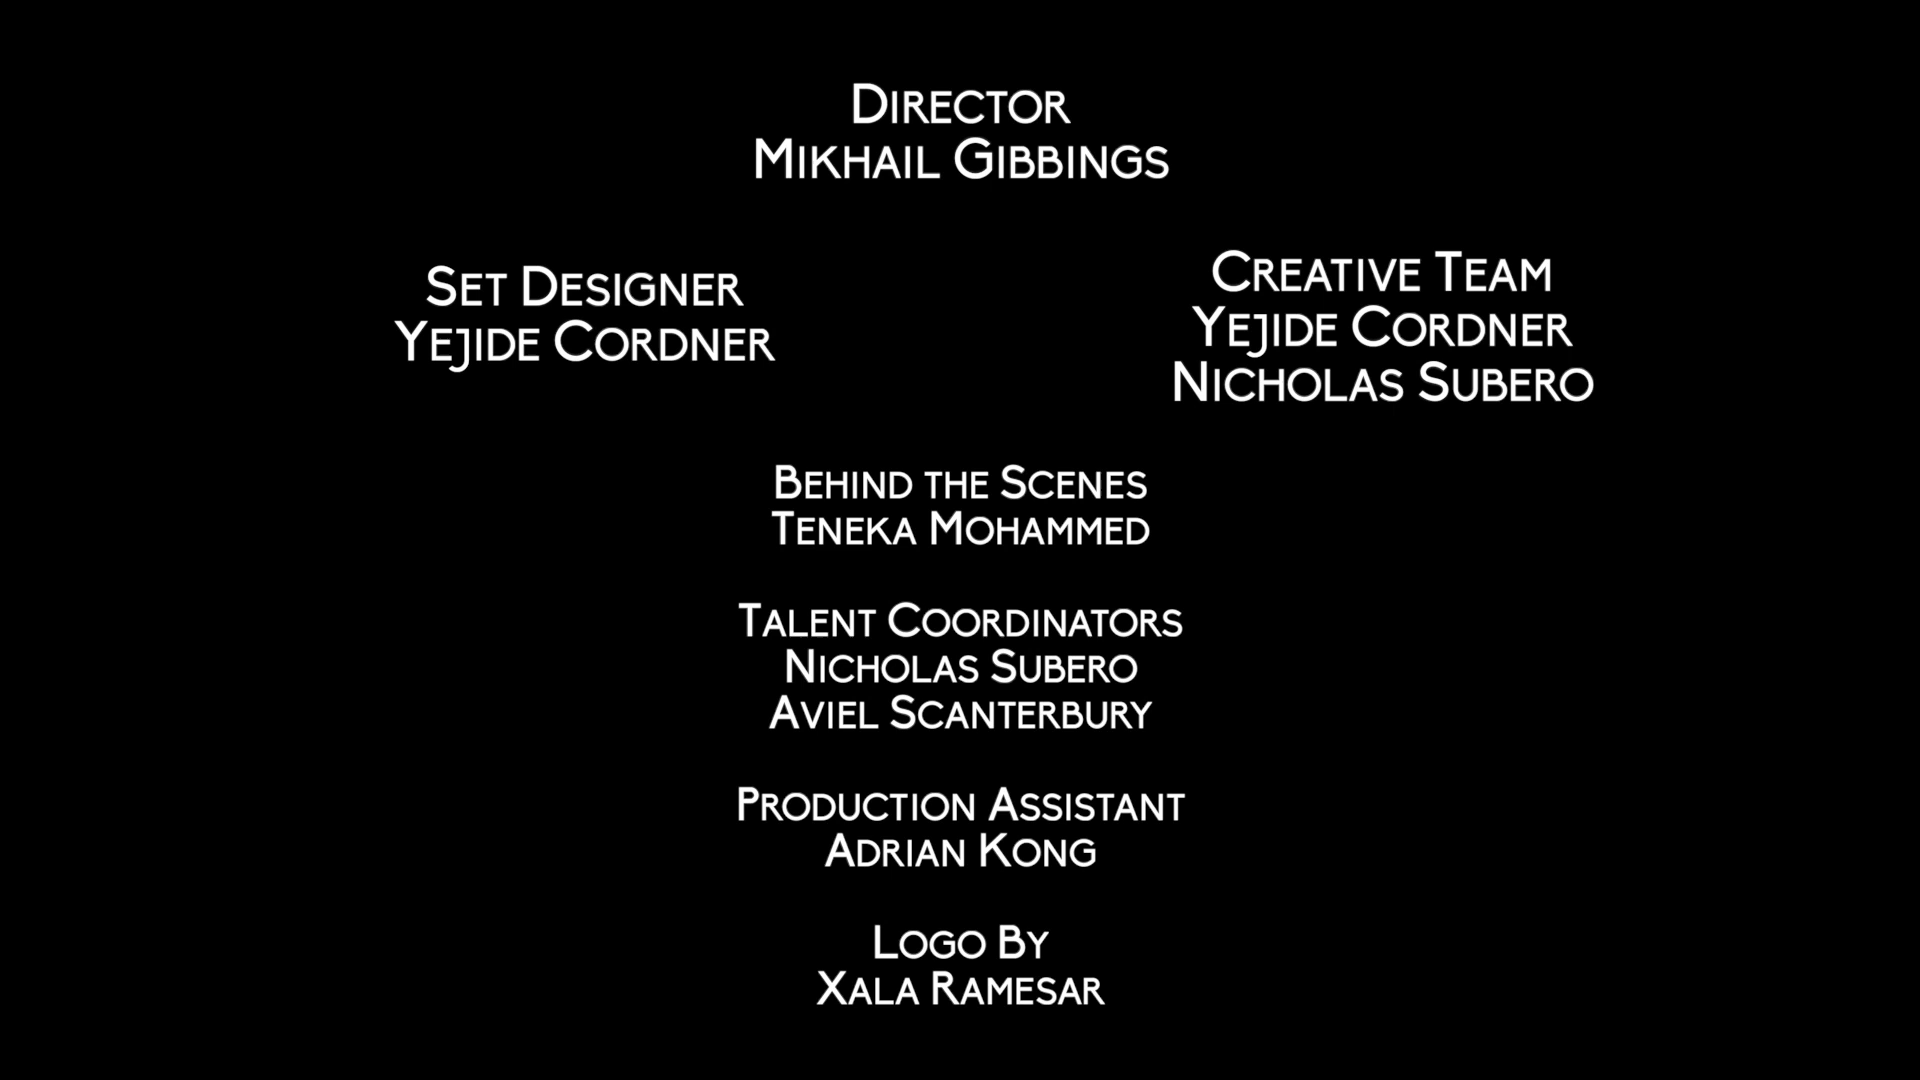 Director
Mikhail Gibbings
Set Designer
Yejide Cordner
Creative Team
Yejide Cordner
Nicholas Subero
Behind the Scenes
Teneka Mohammed
Talent Coordinators
Nicholas Subero
Aviel Scanterbury
Production Assistant
Adrian Kong
Logo By
Xala Ramesar